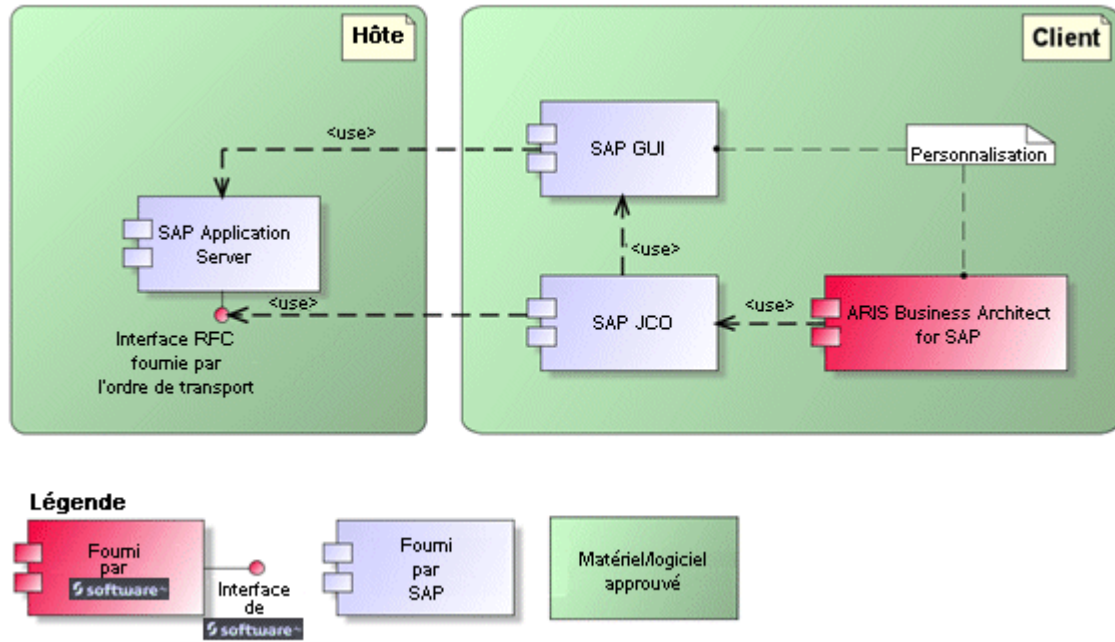 Hôte
Client
<use>
SAP GUI
Personnalisation
SAP Application
Server
<use>
<use>
SAP JCO
<use>
ARIS Business Architect
for SAP
Interface RFC
fournie par
l'ordre de transport
Légende
Fourni
par
software
Interface
de
software
Fourni
par
SAP
Matériel/logiciel
approuvé